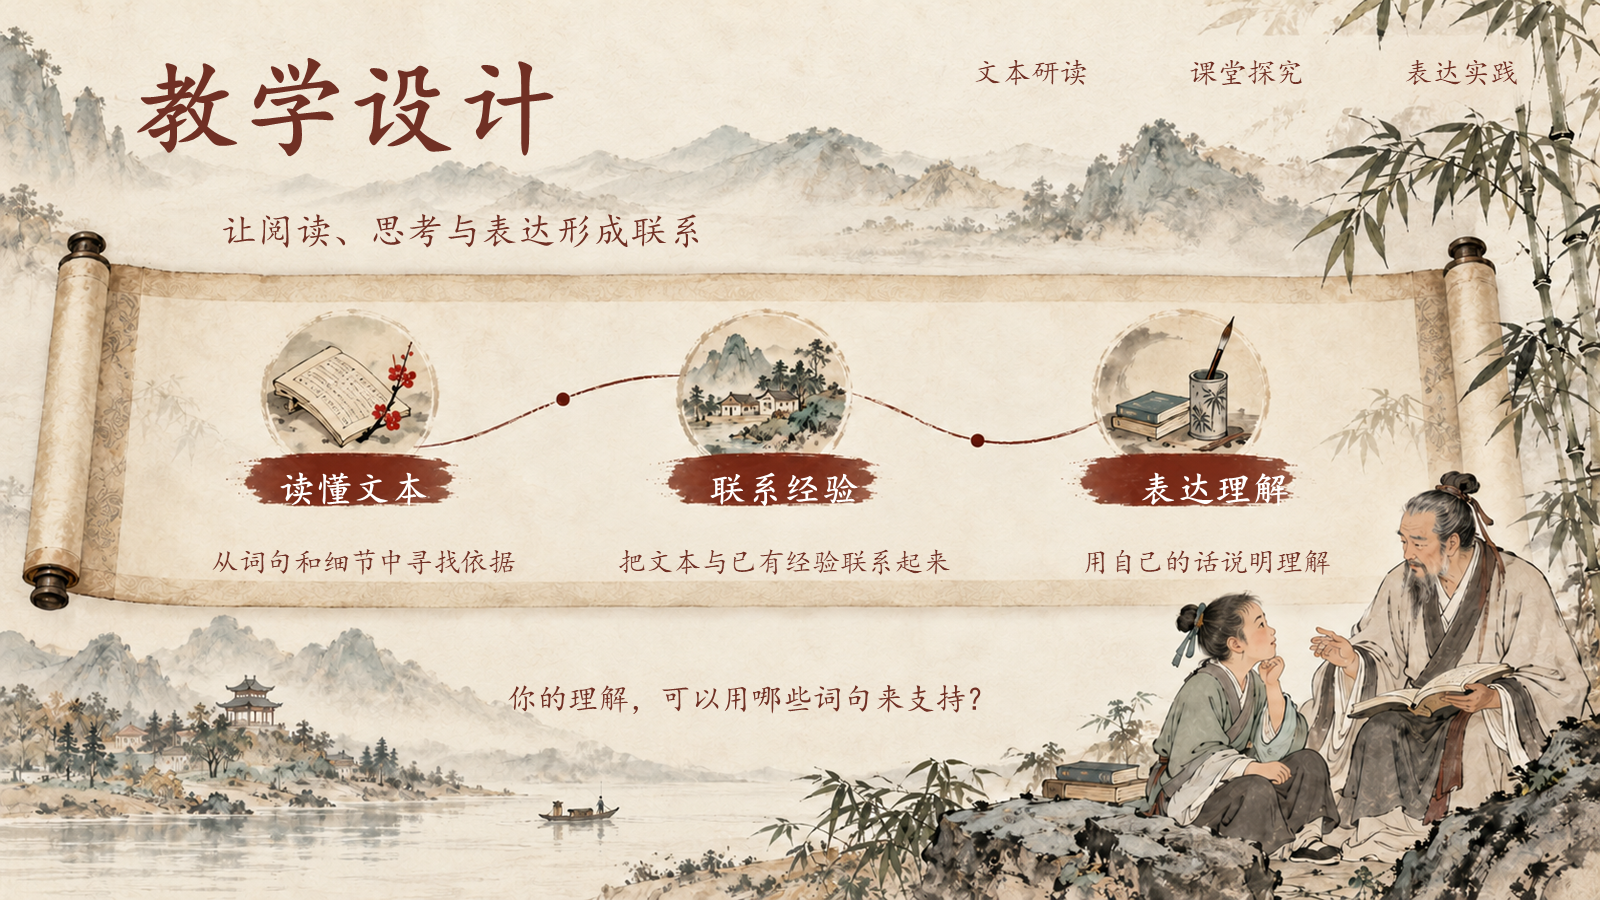 教学设计
文本研读 课堂探究 表达实践
让阅读、思考与表达形成联系
读懂文本 联系经验 表达理解
从词句和细节中寻找依据 把文本与已有经验联系起来 用自己的话说明理解
你的理解，可以用哪些词句来支持？